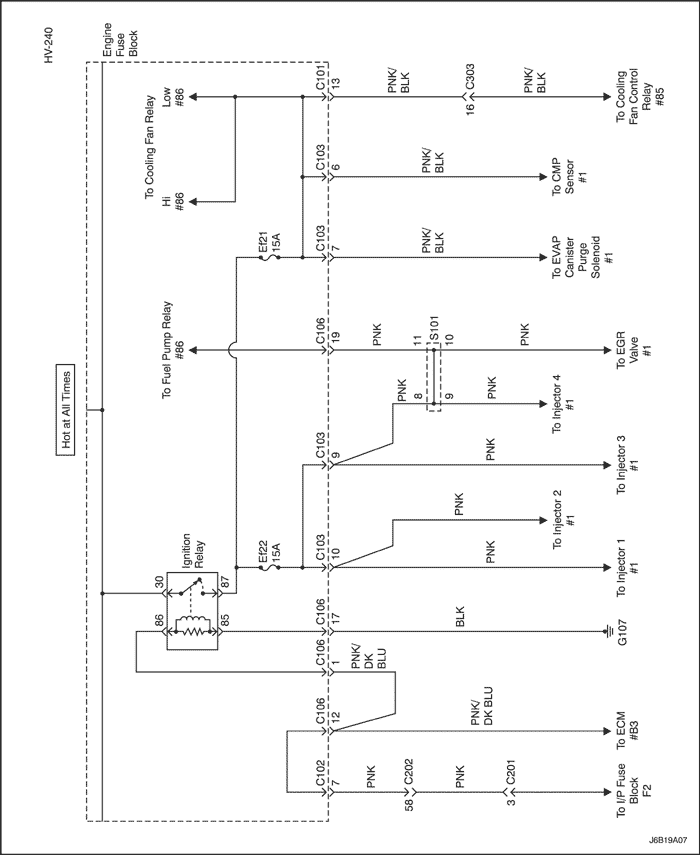 HV-240
Engine
Fuse
Block
Hot at All Times
To Cooling Fan Relay
Low
#86
Hi
#86
To Fuel Pump Relay
#86
Ignition
Relay
30
87
86
85
Ef21
15A
Ef22
15A
C101
13
PNK/
BLK
C303
16
PNK/
BLK
To Cooling
Fan Control
Relay
#85
C103
6
PNK/
BLK
To CMP
Sensor
#1
C103
7
PNK/
BLK
To EVAP
Canister
Purge
Solenoid
#1
C106
19
PNK
11
S101
10
PNK
To EGR
Valve
#1
PNK
8
9
PNK
To Injector 4
#1
C103
9
PNK
To Injector 3
#1
PNK
To Injector 2
#1
C103
10
PNK
To Injector 1
#1
C106
17
BLK
G107
C106
1
PNK/
DK
BLU
C106
12
PNK/
DK BLU
To ECM
#B3
C102
7
PNK
C202
58
PNK
C201
3
To I/P Fuse
Block
F2
J6B19A07